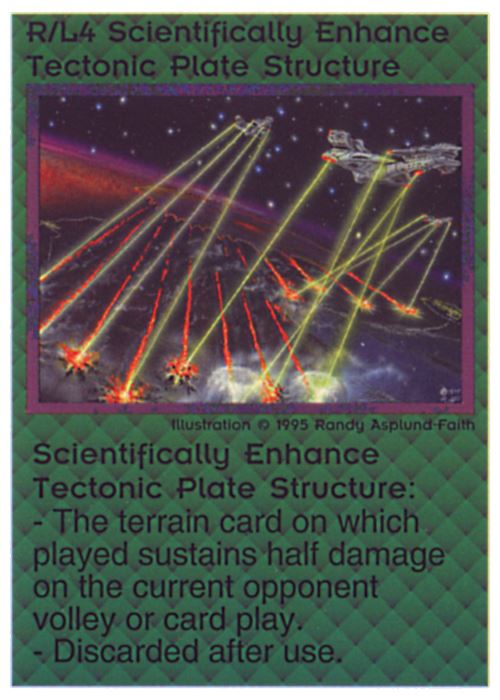 R/L4 Scientifically Enhance
Tectonic Plate Structure
Illustration © 1995 Randy Asplund-Faith
Scientifically Enhance
Tectonic Plate Structure:
- The terrain card on which
played sustains half damage
on the current opponent
volley or card play.
- Discarded after use.